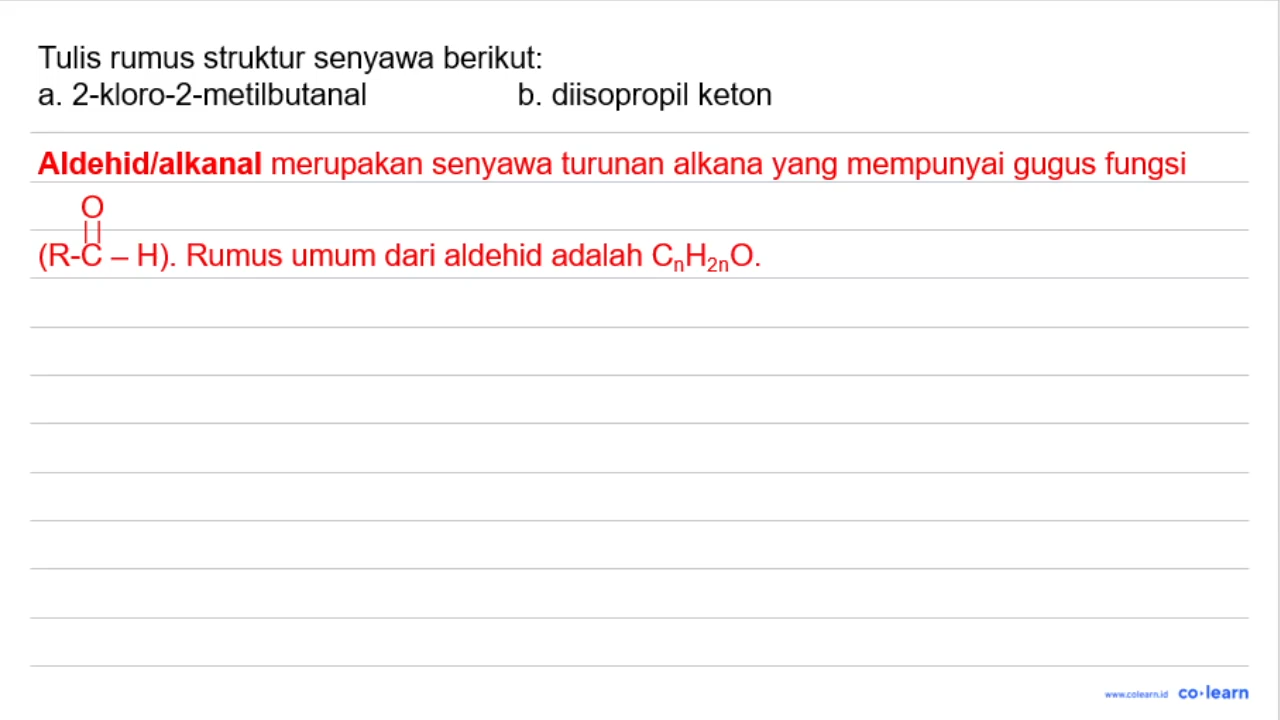 Tulis rumus struktur senyawa berikut:
a. 2-kloro-2-metilbutanal b. diisopropil keton
Aldehid/alkanal merupakan senyawa turunan alkana yang mempunyai gugus fungsi
O
||
(R-C – H). Rumus umum dari aldehid adalah CₙH₂ₙO.
www.colearn.id co·learn